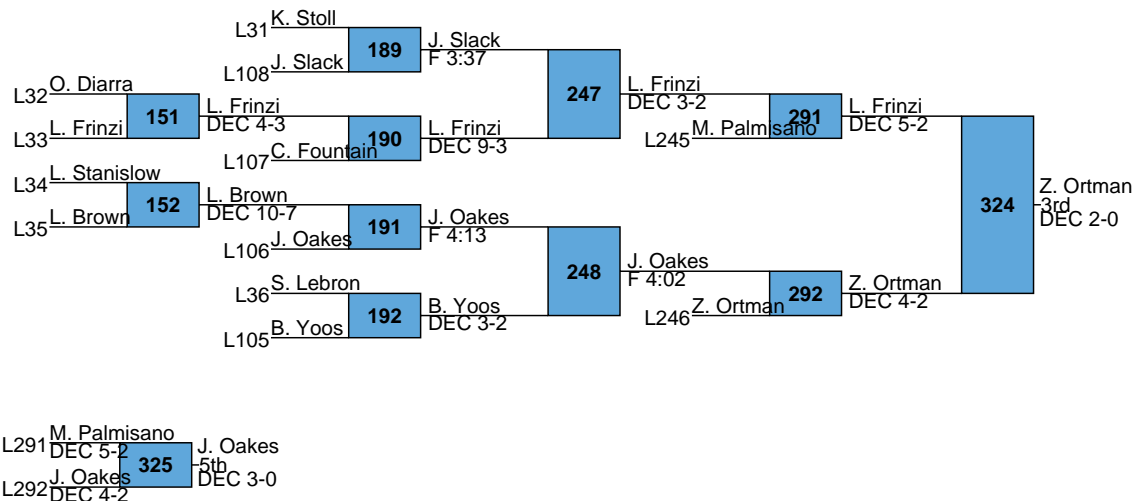 K. Stoll
L31
189
J. Slack
F 3:37
J. Slack
L108
O. Diarra
L32
151
L. Frinzi
DEC 4-3
L. Frinzi
L33
190
L. Frinzi
DEC 9-3
C. Fountain
L107
247
L. Frinzi
DEC 3-2
M. Palmisano
L245
291
L. Frinzi
DEC 5-2
L. Stanislow
L34
152
L. Brown
DEC 10-7
L. Brown
L35
191
J. Oakes
F 4:13
J. Oakes
L106
S. Lebron
L36
192
B. Yoos
DEC 3-2
B. Yoos
L105
248
J. Oakes
F 4:02
Z. Ortman
L246
292
Z. Ortman
DEC 4-2
324
Z. Ortman
3rd
DEC 2-0
M. Palmisano
L291
DEC 5-2
325
J. Oakes
5th
DEC 3-0
J. Oakes
L292
DEC 4-2